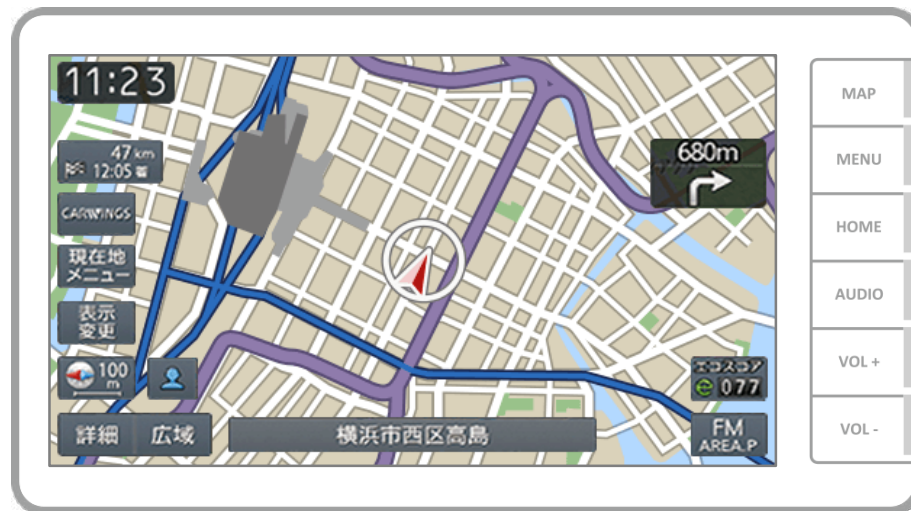 11:23
47 km
12:05 着
CARWINGS
現在地
メニュー
表示
変更
100
m
詳細
広域
横浜市西区高島
680m
エコスコア
e 077
FM
AREA.P
MAP
MENU
HOME
AUDIO
VOL +
VOL -